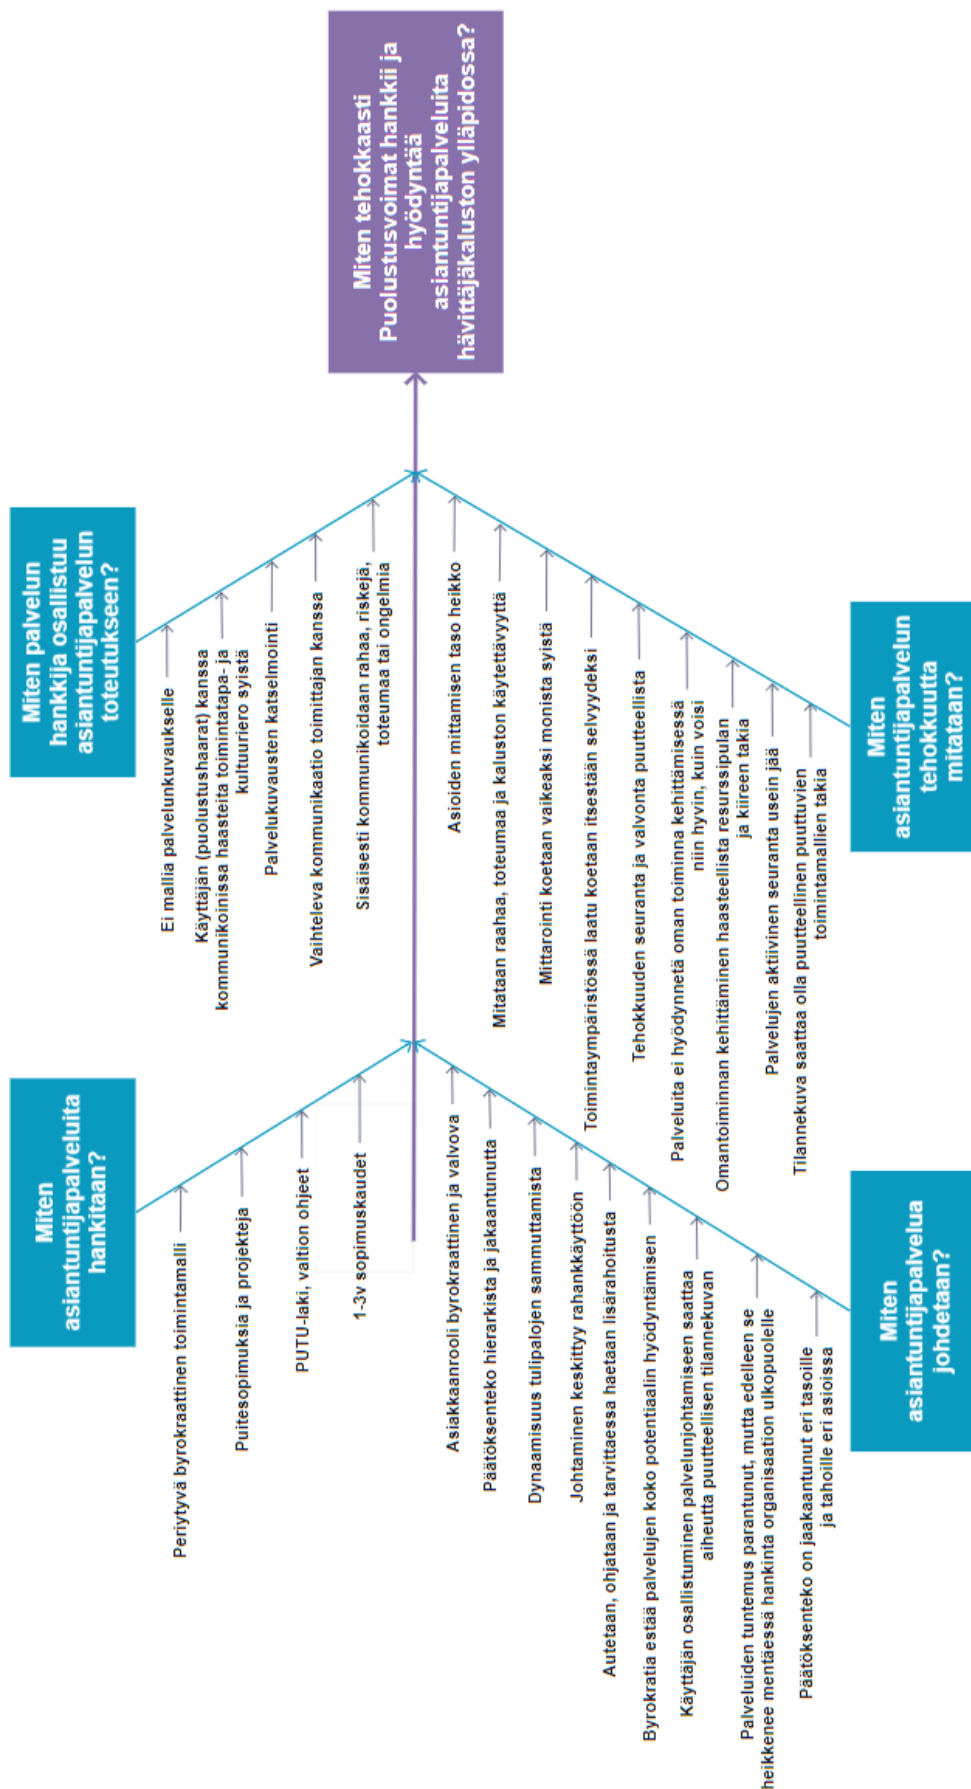 Miten
asiantuntijapalveluita
hankitaan?
Periytyvä byrokraattinen toimintamalli
Puitesopimuksia ja projekteja
PUTU-laki, valtion ohjeet
1-3v sopimuskaudet
Miten palvelun
hankkija osallistuu
asiantuntijapalvelun
toteutukseen?
Ei mallia palvelunkuvaukselle
Käyttäjän (puolustushaarat) kanssa
kommunikoinissa haasteita toimintatapa- ja
kulttuuriero syistä
Palvelukuvausten katselmointi
Vaihteleva kommunikaatio toimittajan kanssa
Sisäisesti kommunikoidaan rahaa, riskejä,
toteumaa tai ongelmia
Miten tehokkaasti
Puolustusvoimat hankkii ja
hyödyntää
asiantuntijapalveluita
hävittäjäkaluston ylläpidossa?
Asiakkaanrooli byrokraattinen ja valvova
Päätöksenteko hierarkista ja jakaantunutta
Dynaamisuus tulipalojen sammuttamista
Johtaminen keskittyy rahankkäyttöön
Autetaan, ohjataan ja tarvittaessa haetaan lisärahoitusta
Byrokratia estää palvelujen koko potentiaalin hyödyntämisen
Käyttäjän osallistuminen palvelunjohtamiseen saattaa
aiheutta puutteellisen tilannekuvan
Palveluiden tuntemus parantunut, mutta edelleen se
heikkenee mentäessä hankinta organisaation ulkopuolelle
Päätöksenteko on jaakaantunut eri tasoille
ja tahoille eri asioissa
Miten
asiantuntijapalvelua
johdetaan?
Asioiden mittamisen taso heikko
Mitataan raahaa, toteumaa ja kaluston käytettävyyttä
Mittarointi koetaan vaikeaksi monista syistä
Toimintaympäristössä laatu koetaan itsestään selvyydeksi
Tehokkuuden seuranta ja valvonta puutteellista
Palveluita ei hyödynnetä oman toiminna kehittämisessä
niin hyvin, kuin voisi
Omantoiminnan kehittäminen haasteellista resurssipulan
ja kiireen takia
Palvelujen aktiivinen seuranta usein jää
Tilannekuva saattaa olla puutteellinen puuttuvien
toimintamallien takia
Miten
asiantuntijapalvelun
tehokkuutta
mitataan?